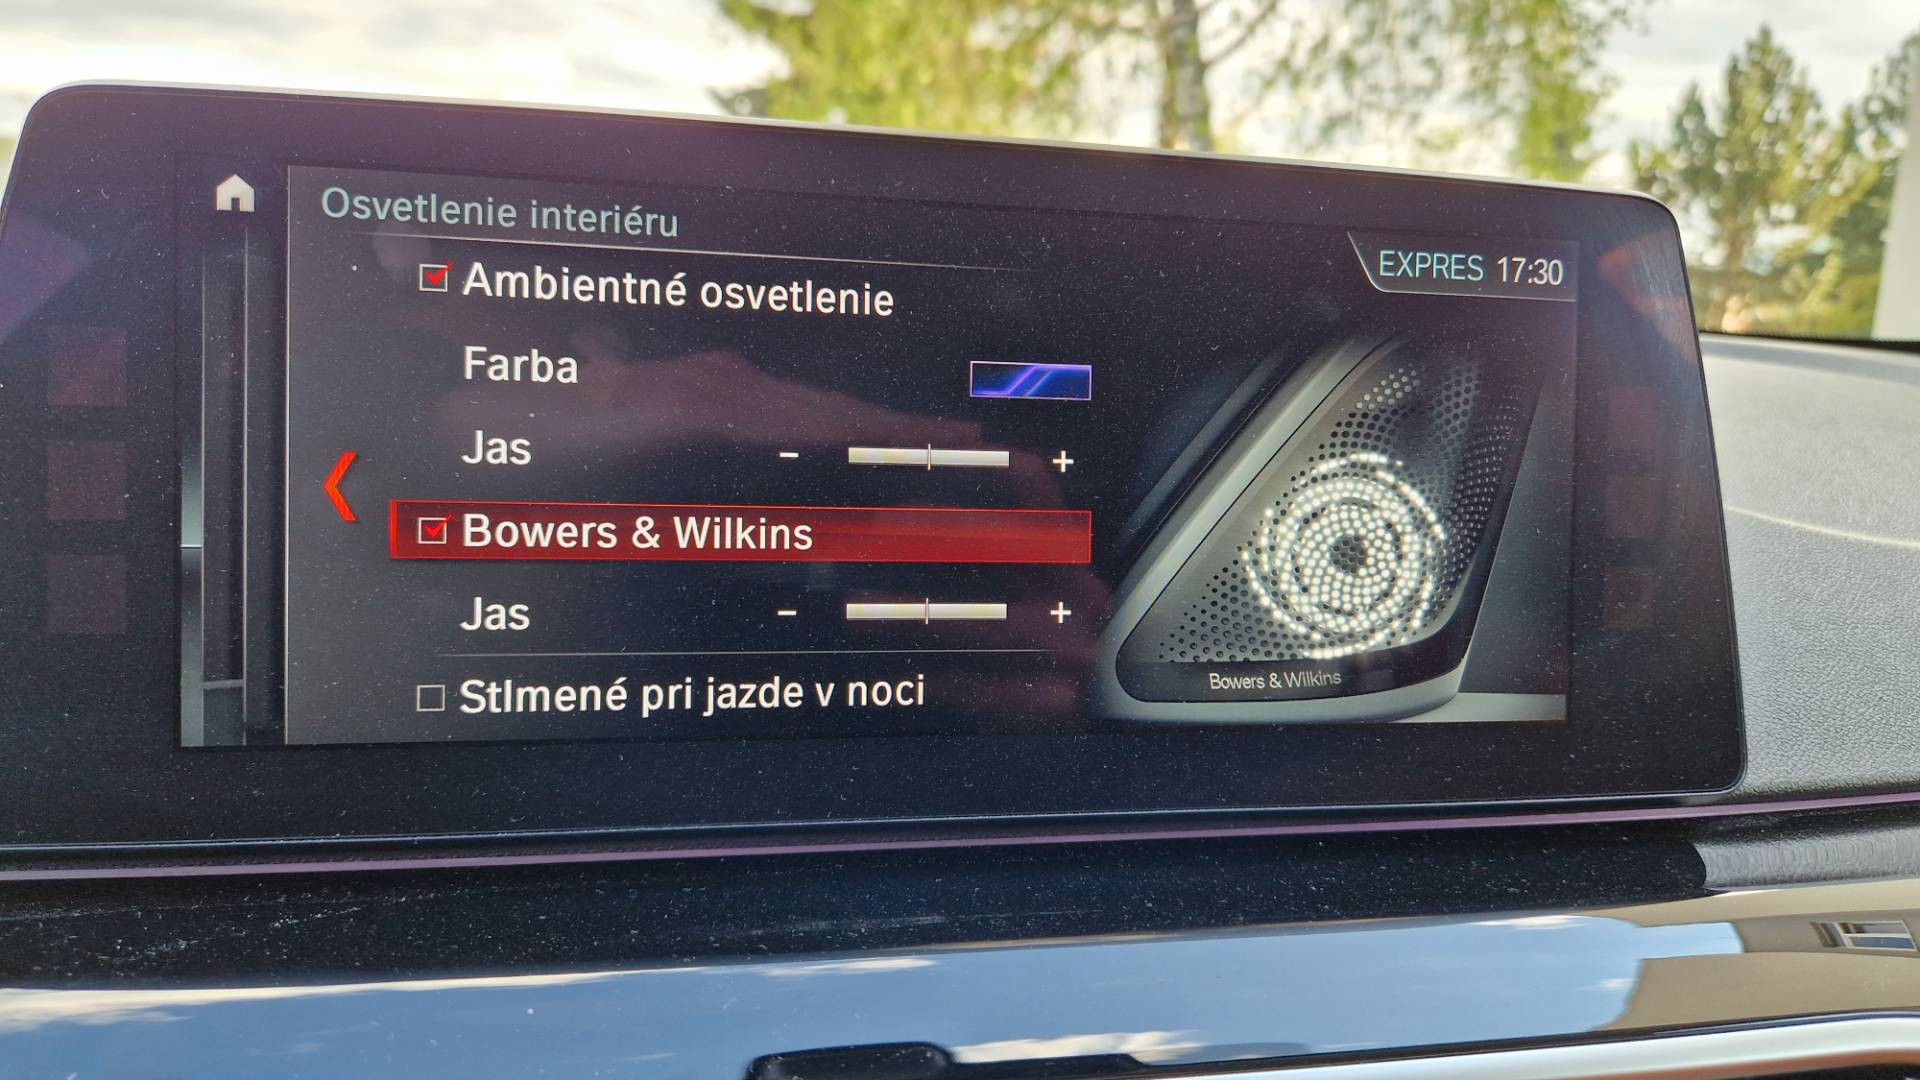 Osvetlenie interiéru
EXPRES 17:30
Ambientné osvetlenie
Farba
Jas - +
Bowers & Wilkins
Jas - +
Stlmené pri jazde v noci
Bowers & Wilkins